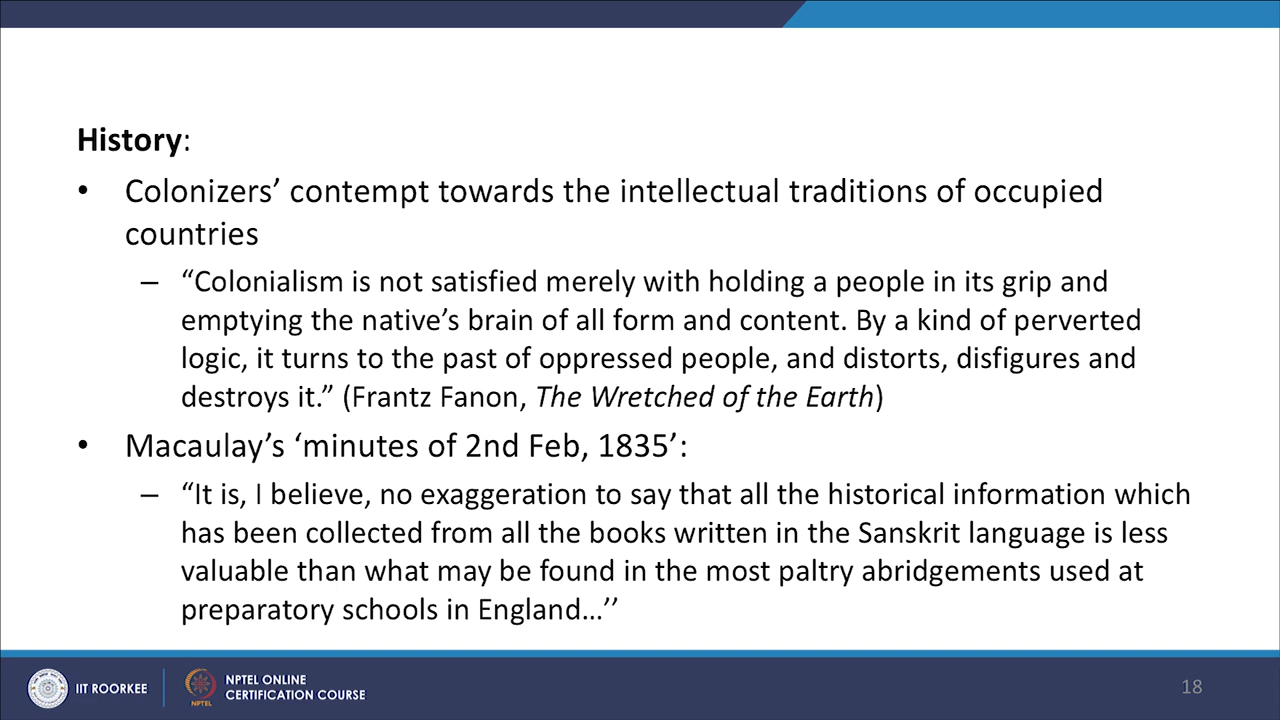 History:
• Colonizers’ contempt towards the intellectual traditions of occupied
countries
– “Colonialism is not satisfied merely with holding a people in its grip and
emptying the native’s brain of all form and content. By a kind of perverted
logic, it turns to the past of oppressed people, and distorts, disfigures and
destroys it.” (Frantz Fanon, The Wretched of the Earth)
• Macaulay’s ‘minutes of 2nd Feb, 1835’:
– “It is, I believe, no exaggeration to say that all the historical information which
has been collected from all the books written in the Sanskrit language is less
valuable than what may be found in the most paltry abridgements used at
preparatory schools in England…’’
IIT ROORKEE
NPTEL
NPTEL ONLINE
CERTIFICATION COURSE
18